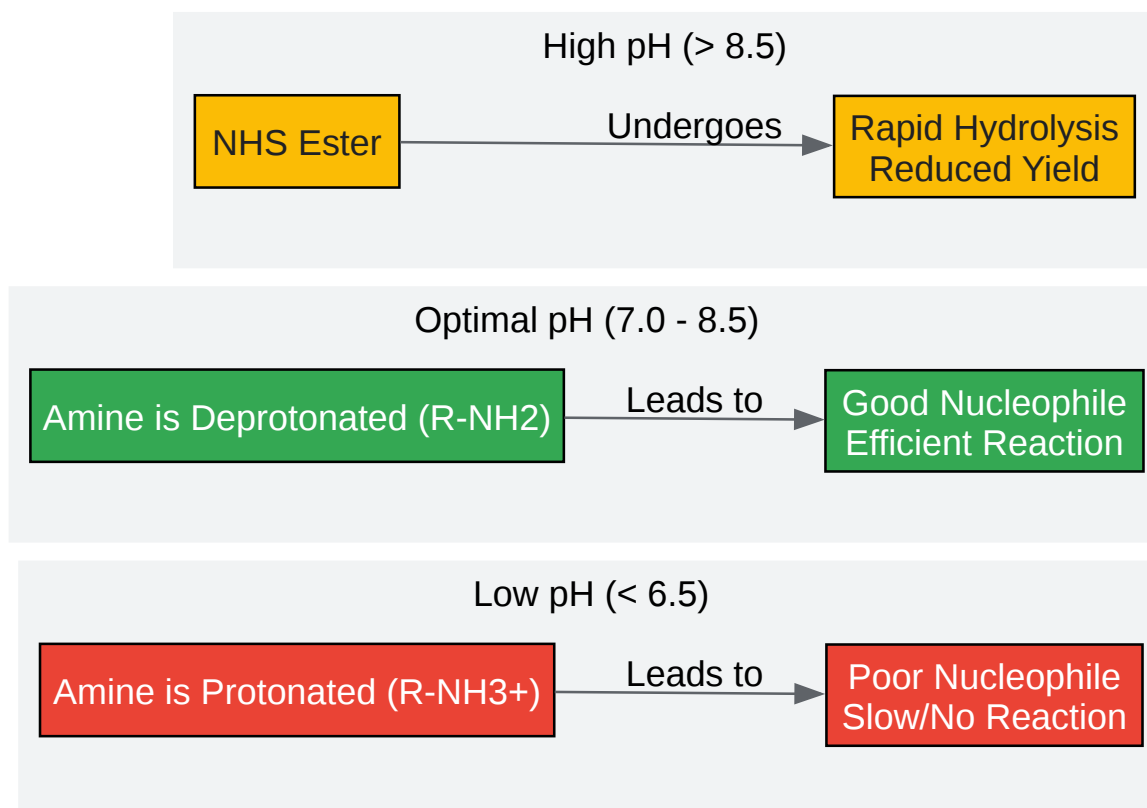 High pH (> 8.5)
NHS Ester
Undergoes
Rapid Hydrolysis
Reduced Yield
Optimal pH (7.0 - 8.5)
Amine is Deprotonated (R-NH2)
Leads to
Good Nucleophile
Efficient Reaction
Low pH (< 6.5)
Amine is Protonated (R-NH3+)
Leads to
Poor Nucleophile
Slow/No Reaction